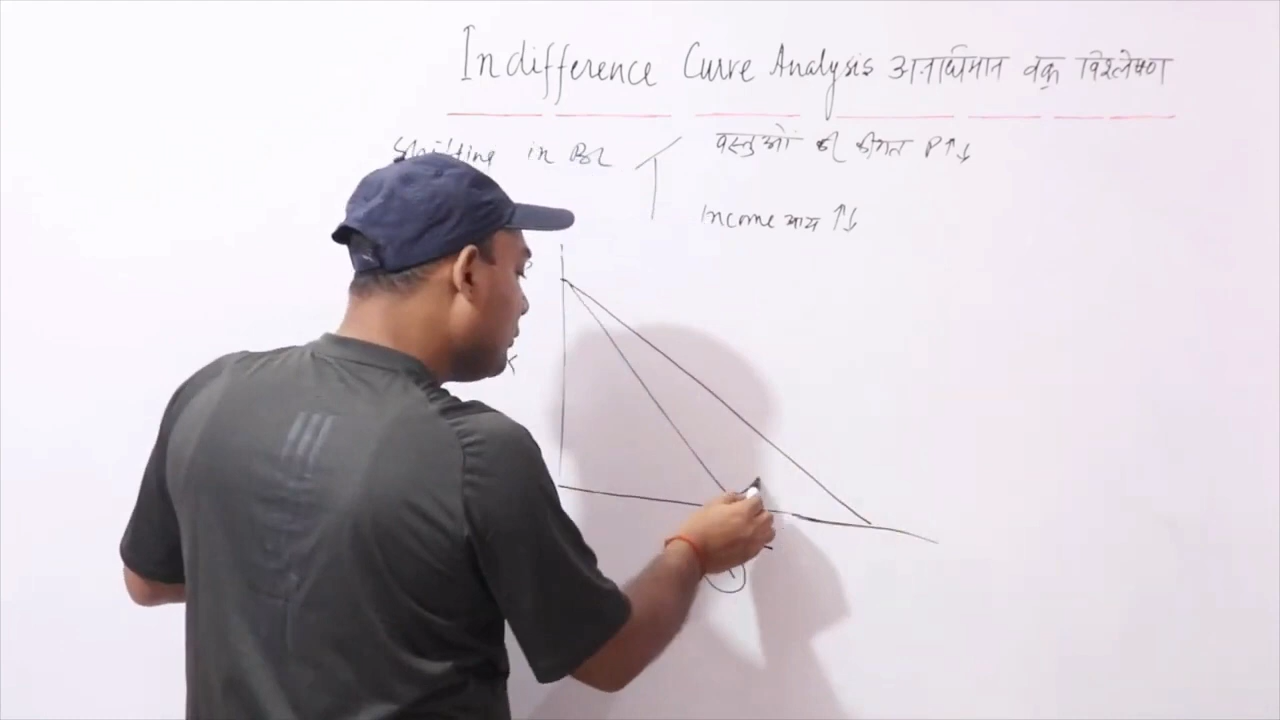 Indifference Curve Analysis अनाधिमान वक्र विश्लेषण
Shifting in BL वस्तुओं की कीमत P↑↓
Income आय ↑↓